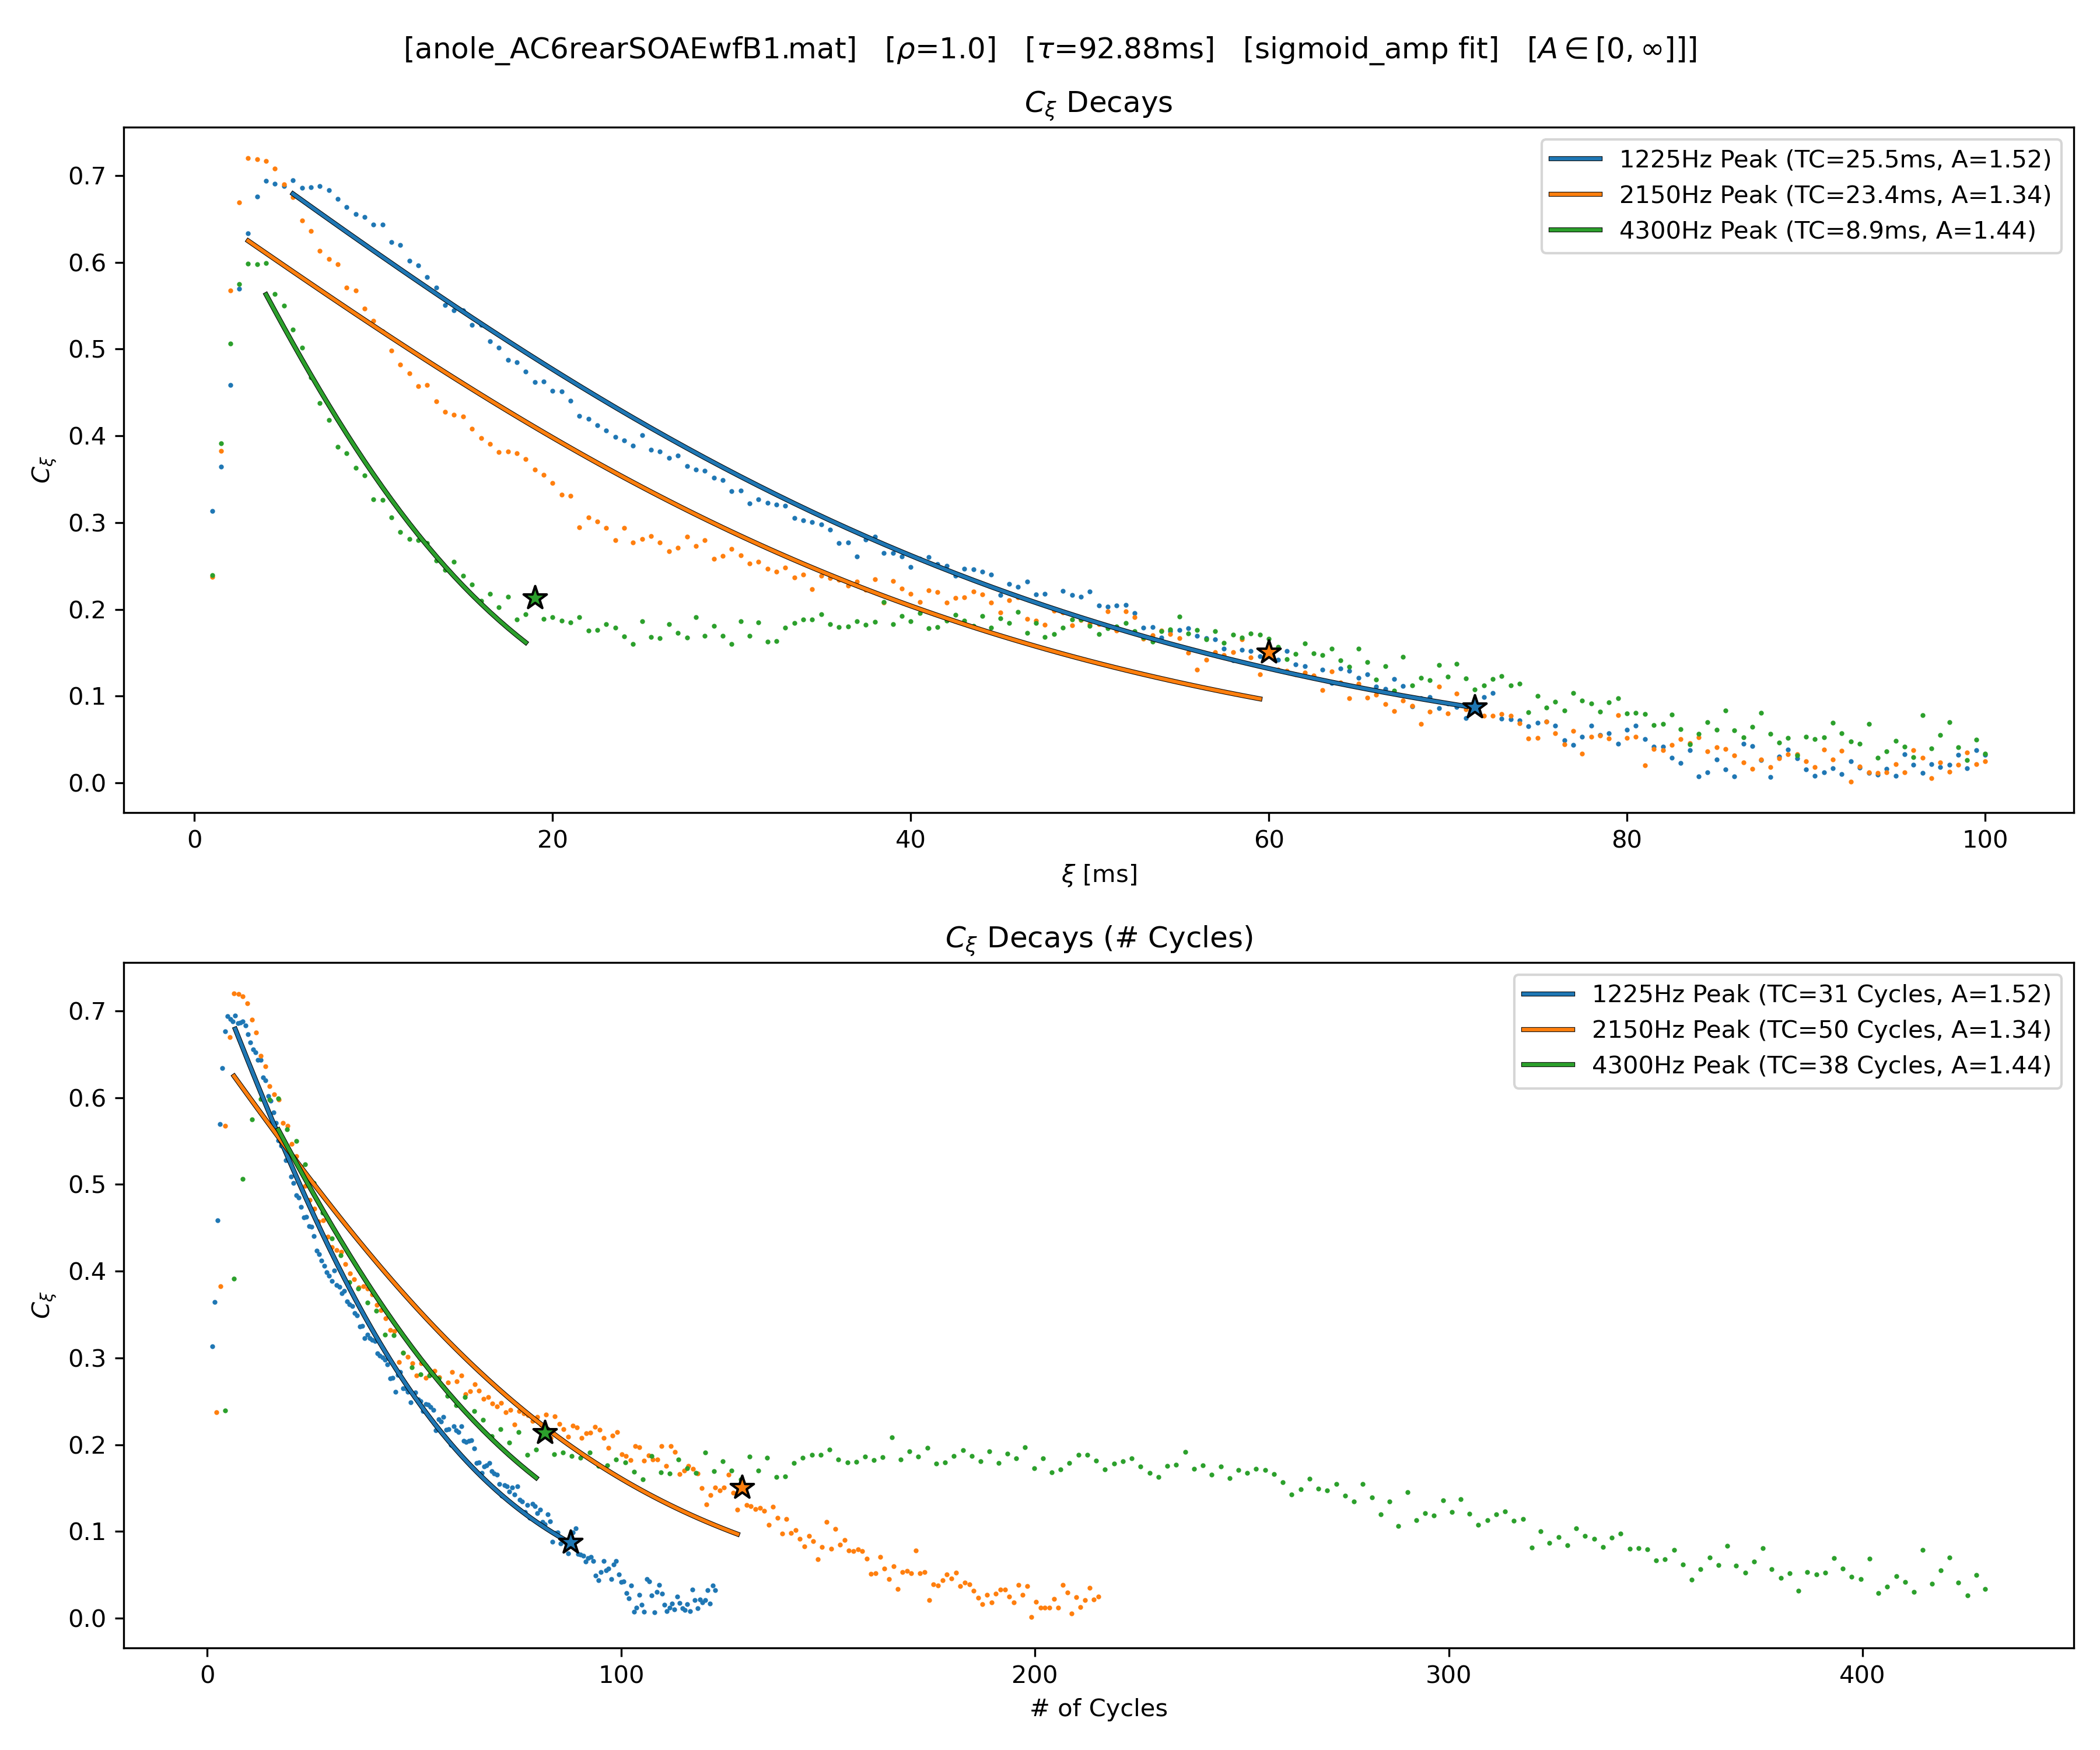 [anole_AC6rearSOAEwfB1.mat] [ρ=1.0] [τ=92.88ms] [sigmoid_amp fit] [A ∈ [0, ∞]]]
C_ξ Decays
1225Hz Peak (TC=25.5ms, A=1.52)
2150Hz Peak (TC=23.4ms, A=1.34)
4300Hz Peak (TC=8.9ms, A=1.44)
C_ξ
0.7
0.6
0.5
0.4
0.3
0.2
0.1
0.0
0 20 40 60 80 100
ξ [ms]
C_ξ Decays (# Cycles)
1225Hz Peak (TC=31 Cycles, A=1.52)
2150Hz Peak (TC=50 Cycles, A=1.34)
4300Hz Peak (TC=38 Cycles, A=1.44)
C_ξ
0.7
0.6
0.5
0.4
0.3
0.2
0.1
0.0
0 100 200 300 400
# of Cycles